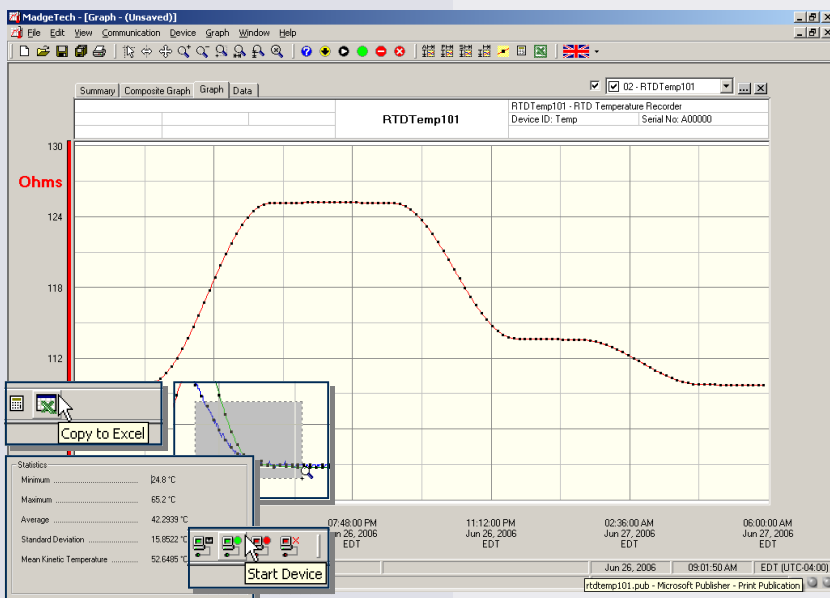 MadgeTech - [Graph - (Unsaved)]
File Edit View Communication Device Graph Window Help
Summary Composite Graph Graph Data
02 - RTDTemp101
...
RTDTemp101
RTDTemp101 - RTD Temperature Recorder
Device ID: Temp Serial No: A00000
130
Ohms
124
118
112
Copy to Excel
Statistics
Minimum ........................ 24.8 °C
Maximum ........................ 65.2 °C
Average ........................ 42.2939 °C
Standard Deviation ............ 15.8522 °C
Mean Kinetic Temperature ......... 52.6485 °C
Start Device
07:48:00 PM
26, 2006
EDT
11:12:00 PM
Jun 26, 2006
EDT
02:36:00 AM
Jun 27, 2006
EDT
06:00:00 AM
Jun 27, 2006
EDT
Jun 26, 2006 09:01:50 AM EDT (UTC-04:00)
rtdtemp101.pub - Microsoft Publisher - Print Publication